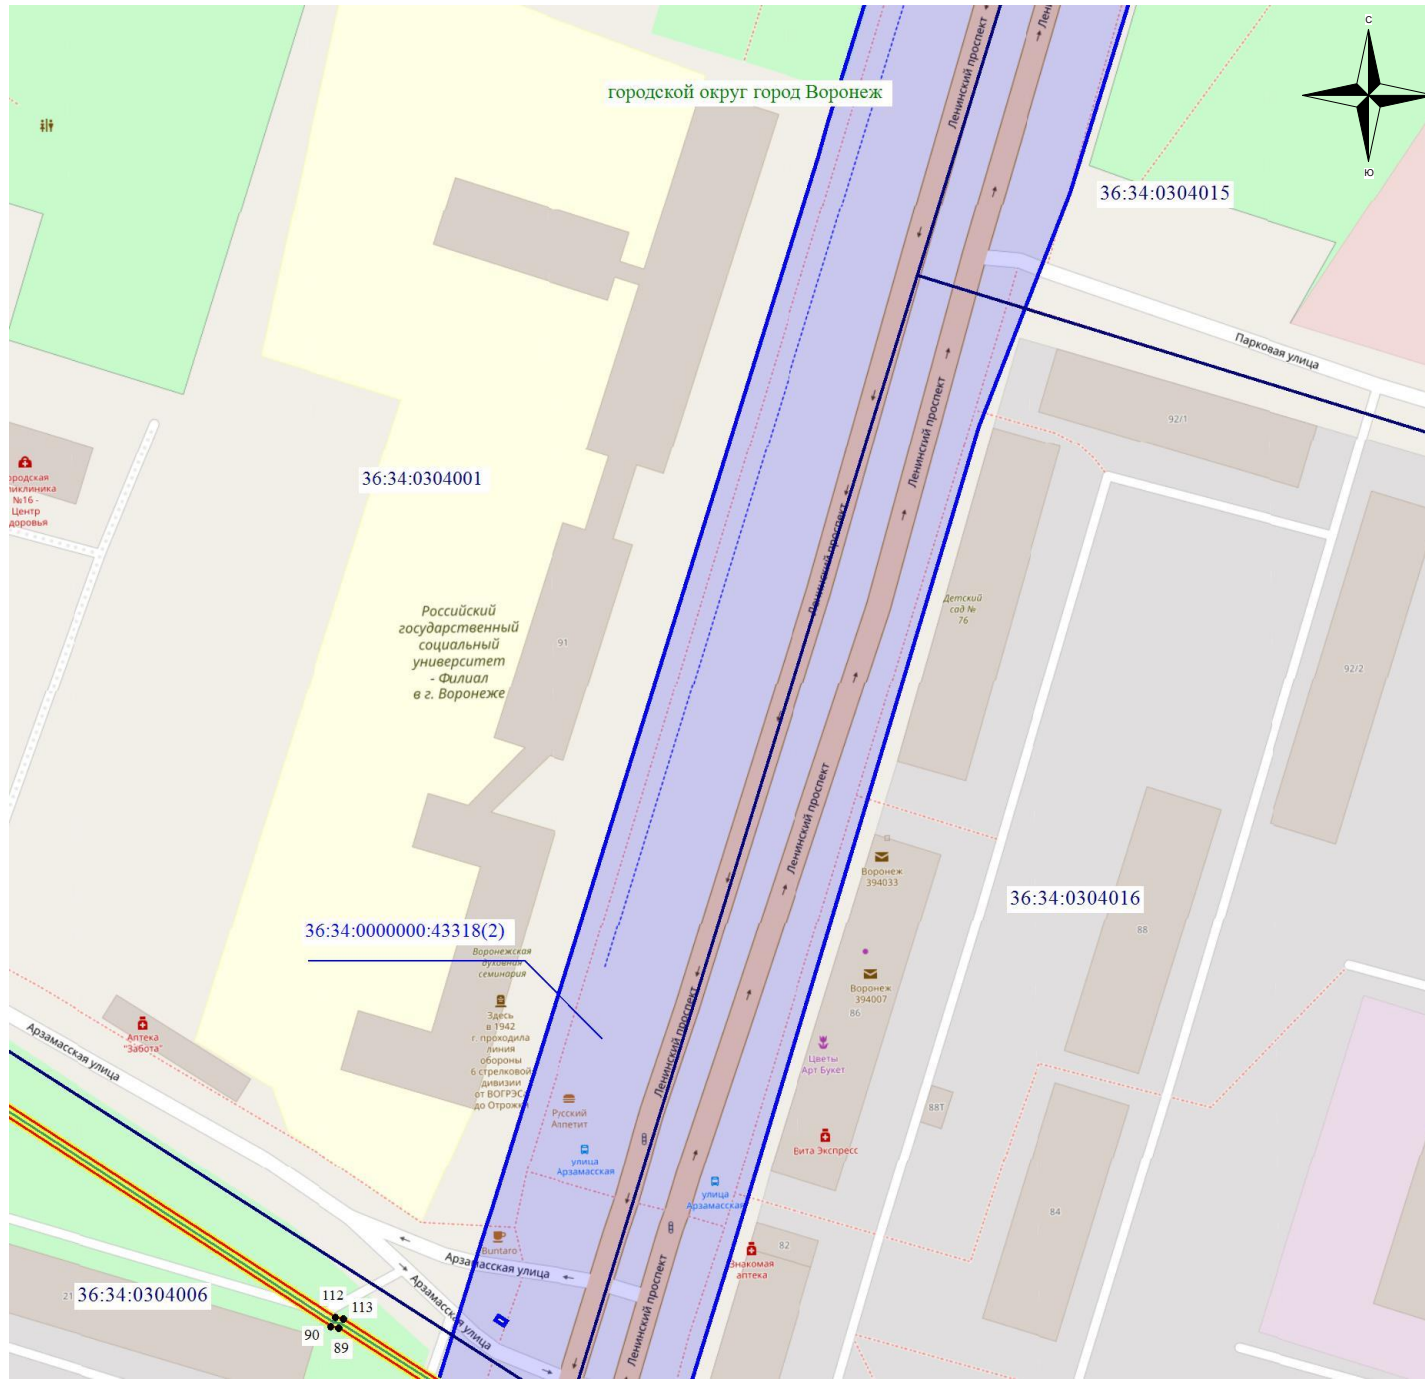 С
Ю
Ленинский проспект
городской округ город Воронеж
Ленинский проспект
36:34:0304015
Парковая улица
92/1
Ленинский проспект
36:34:0304001
№16 -
Центр
Ленинский проспект
Российский
государственный
социальный
университет
- Филиал
в г. Воронеже
91
Детский
сад №
76
92/2
Ленинский проспект
Воронеж
394033
36:34:0304016
88
36:34:0000000:43318(2)
Воронежская
духовная
семинария
Воронеж
394007
86
Здесь
в 1942
г. проходила
линия
обороны
6 стрелковой
дивизии
от ВОГРЭС
до Отрожки
Ленинский проспект
Аптека
"Забота"
Арзамасская улица
Цветы
Арт Букет
Русский
Аппетит
88Т
Вита Экспресс
улица
Арзамасская
улица
Арзамасская
84
82
Buntaro
Знакомая
аптека
Арзамасская улица
Арзамасская улица
Ленинский проспект
21
36:34:0304006
112
113
90
89